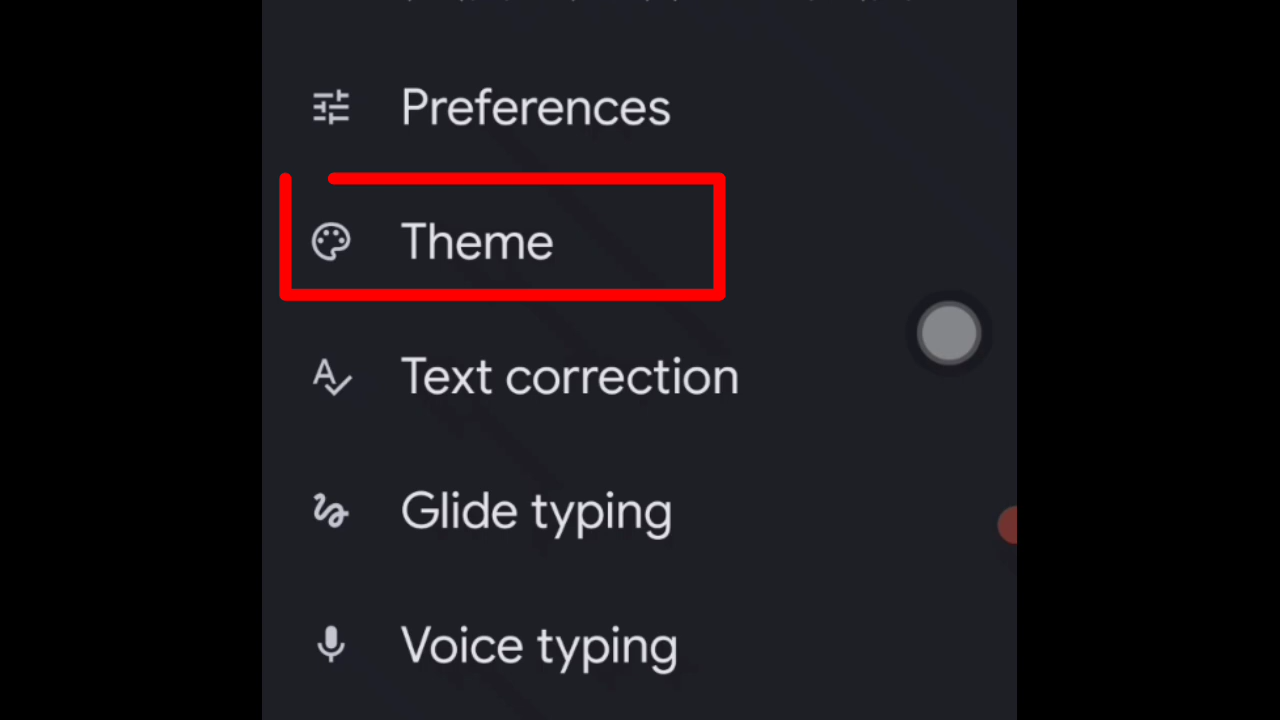 Preferences
Theme
Text correction
Glide typing
Voice typing